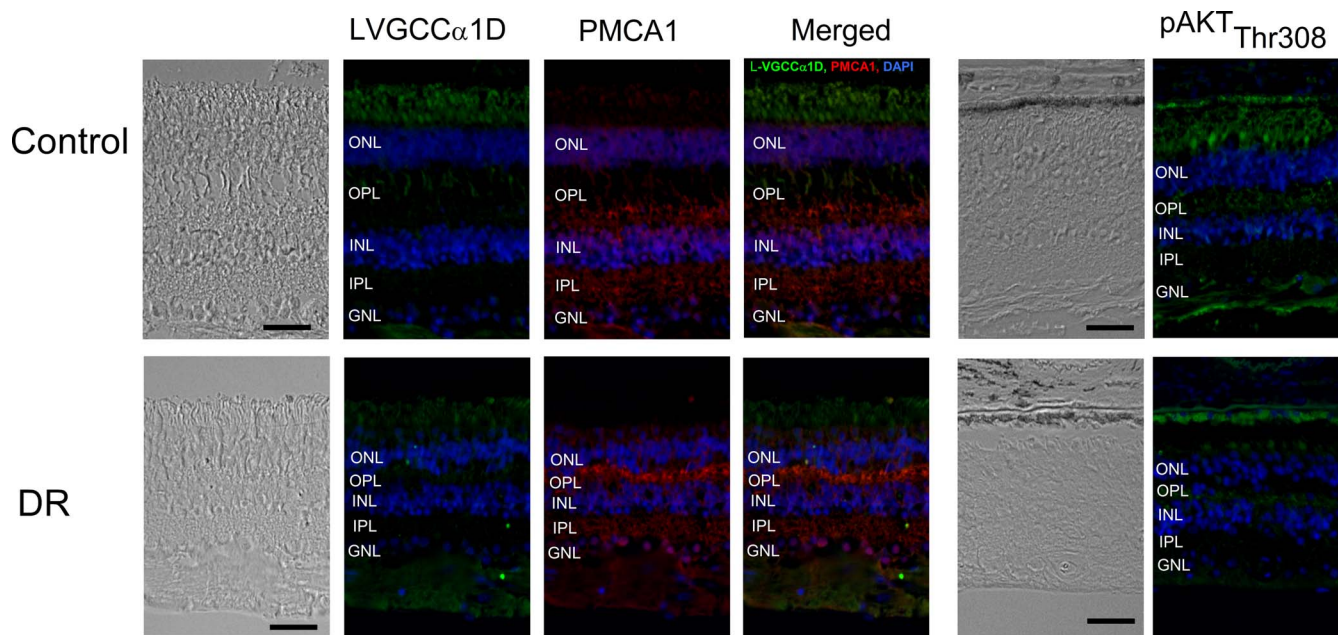 LVGCCα1D PMCA1 Merged pAKT Thr308
L-VGCCα1D, PMCA1, DAPI
Control
ONL ONL ONL ONL
OPL OPL OPL OPL
INL INL INL INL
IPL IPL IPL IPL
GNL GNL GNL GNL
DR
ONL ONL ONL ONL
OPL OPL OPL OPL
INL INL INL INL
IPL IPL IPL IPL
GNL GNL GNL GNL